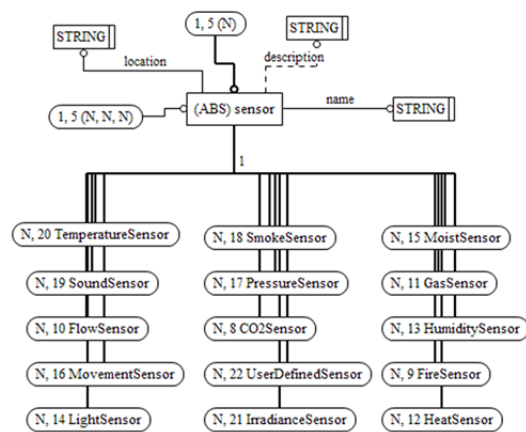 1, 5 (N)
STRING
STRING
description
location
1, 5 (N, N, N)
(ABS) sensor
name
STRING
1
N, 20 TemperatureSensor
N, 18 SmokeSensor
N, 15 MoistSensor
N, 19 SoundSensor
N, 17 PressureSensor
N, 11 GasSensor
N, 10 FlowSensor
N, 8 CO2Sensor
N, 13 HumiditySensor
N, 16 MovementSensor
N, 22 UserDefinedSensor
N, 9 FireSensor
N, 14 LightSensor
N, 21 IrradianceSensor
N, 12 HeatSensor